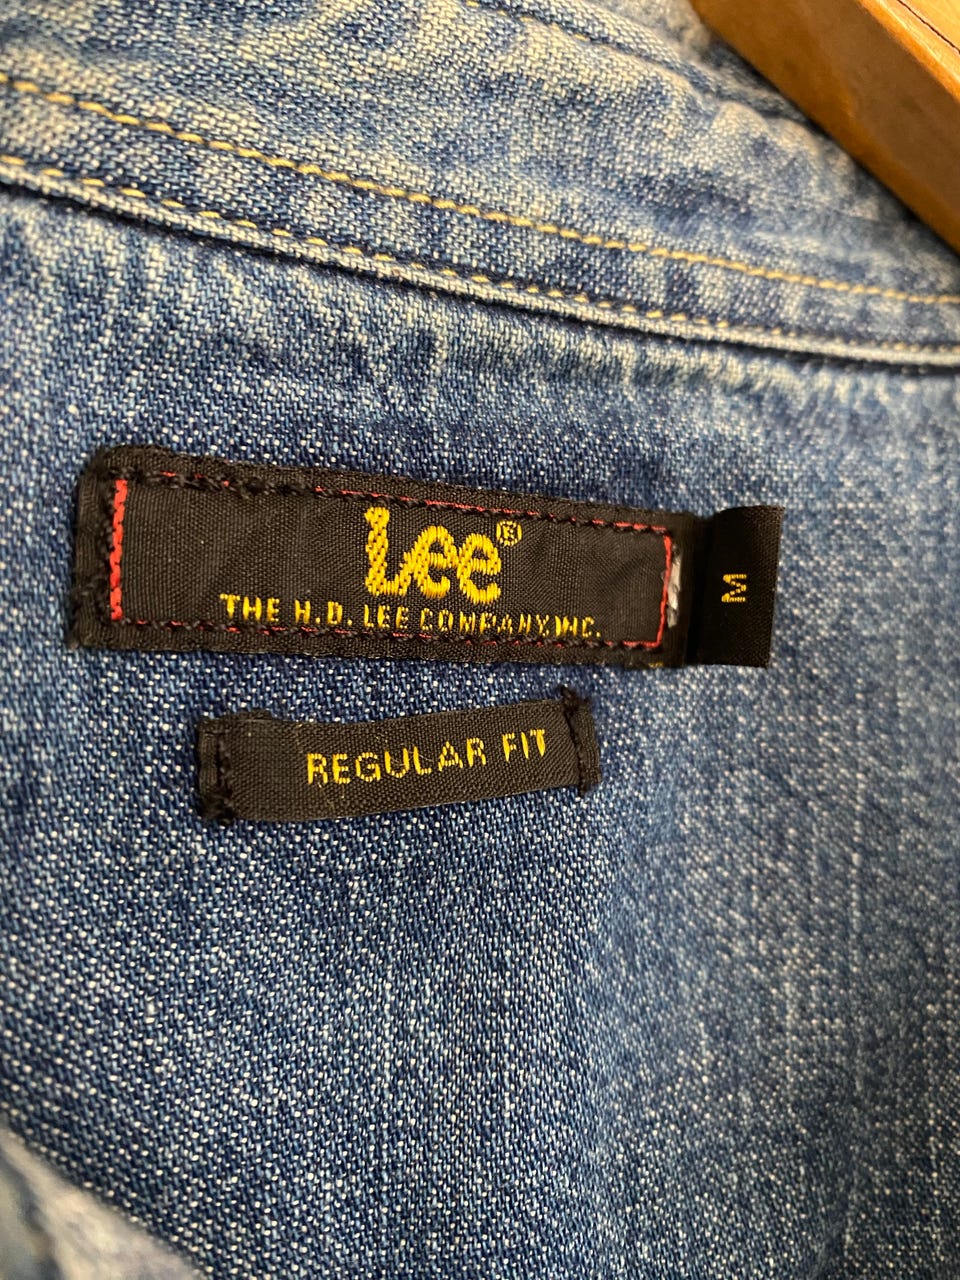 Lee®
THE H.D. LEE COMPANY, INC.
M
REGULAR FIT